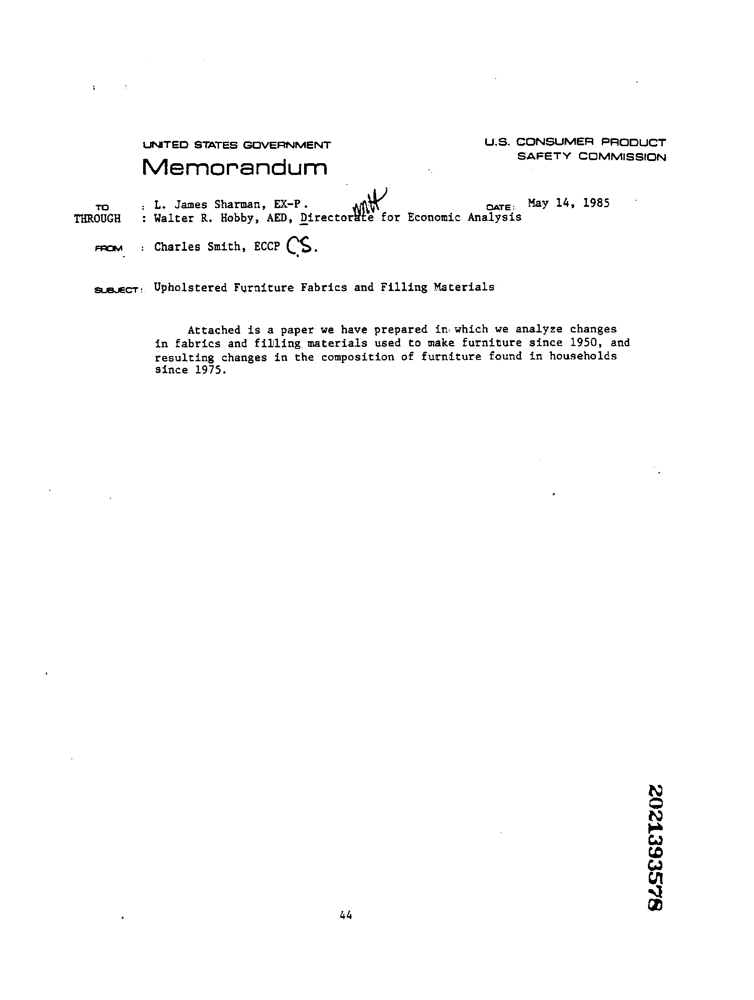 UNITED STATES GOVERNMENT
Memorandum
U.S. CONSUMER PRODUCT
SAFETY COMMISSION
TO : L. James Sharman, EX-P.
DATE: May 14, 1985
THROUGH : Walter R. Hobby, AED, Directorate for Economic Analysis
FROM : Charles Smith, ECCP CS.
SUBJECT: Upholstered Furniture Fabrics and Filling Materials
Attached is a paper we have prepared in which we analyze changes
in fabrics and filling materials used to make furniture since 1950, and
resulting changes in the composition of furniture found in households
since 1975.
2021393578
44